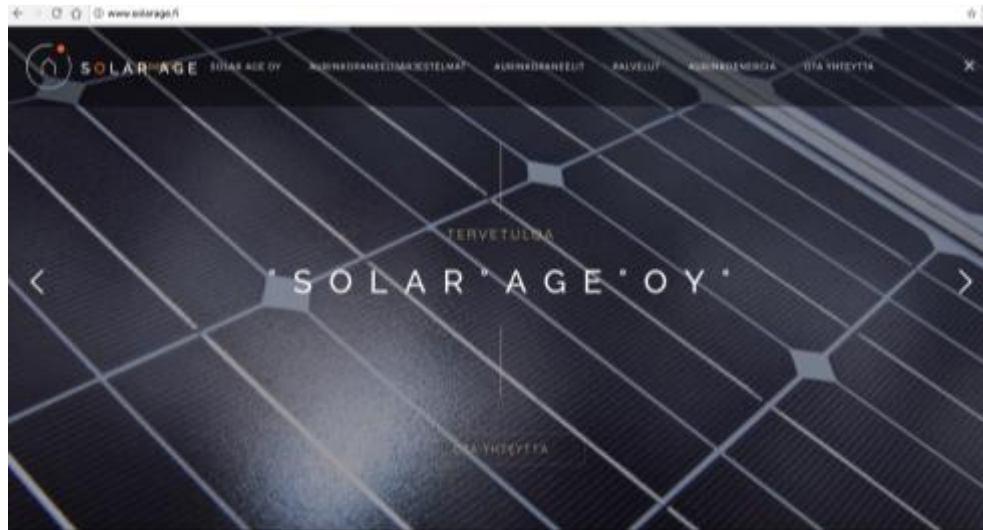 www.solarage.fi
SOLAR AGE SOLAR AGE OY AURINKOPANEELIJÄRJESTELMÄT AURINKOPANEELIT PALVELUT AURINKOENERGIA OTA YHTEYTTÄ
TERVETULOA
°SOLAR°AGE°OY°
OTA YHTEYTTÄ